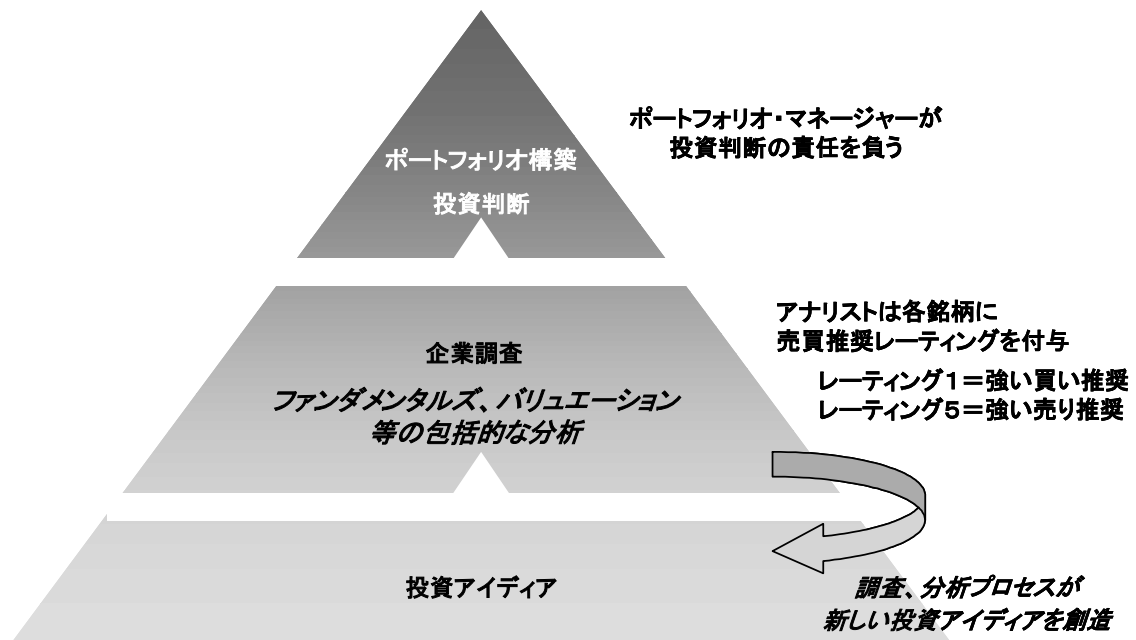 ポートフォリオ・マネージャーが
投資判断の責任を負う
ポートフォリオ構築
投資判断
アナリストは各銘柄に
売買推奨レーティングを付与
レーティング１＝強い買い推奨
レーティング５＝強い売り推奨
企業調査
ファンダメンタルズ、バリュエーション
等の包括的な分析
投資アイディア
調査、分析プロセスが
新しい投資アイディアを創造